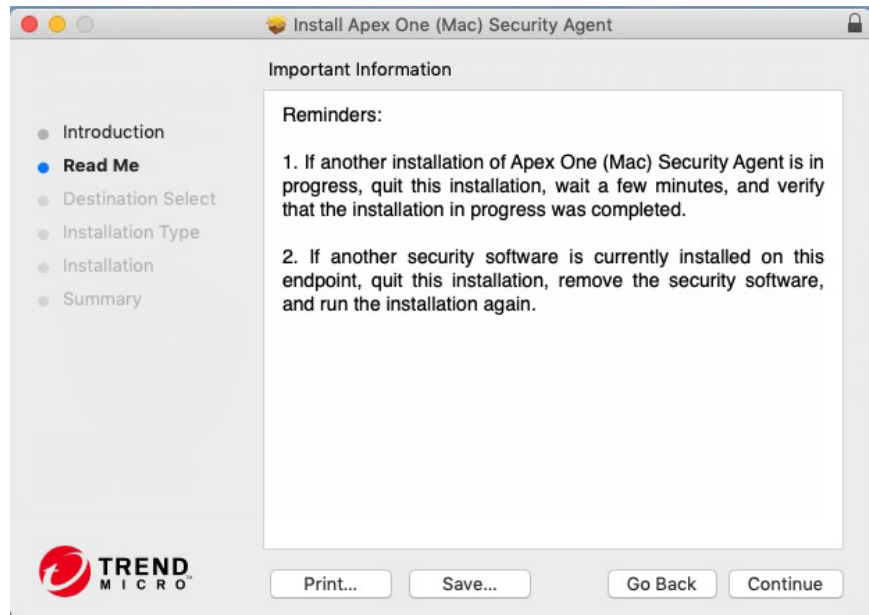 Install Apex One (Mac) Security Agent
Important Information
Introduction
Read Me
Destination Select
Installation Type
Installation
Summary
Reminders:
1. If another installation of Apex One (Mac) Security Agent is in
progress, quit this installation, wait a few minutes, and verify
that the installation in progress was completed.
2. If another security software is currently installed on this
endpoint, quit this installation, remove the security software,
and run the installation again.
TREND
MICRO™
Print...
Save...
Go Back
Continue